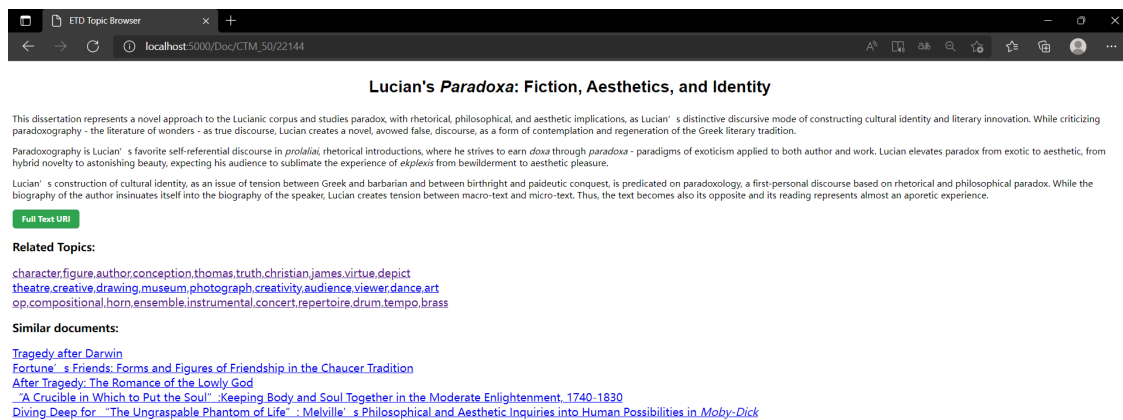 ETD Topic Browser
localhost:5000/Doc/CTM_50/22144
Lucian's Paradoxa: Fiction, Aesthetics, and Identity
This dissertation represents a novel approach to the Lucianic corpus and studies paradox, with rhetorical, philosophical, and aesthetic implications, as Lucian's distinctive discursive mode of constructing cultural identity and literary innovation. While criticizing
paradoxography - the literature of wonders - as true discourse, Lucian creates a novel, avowed false, discourse, as a form of contemplation and regeneration of the Greek literary tradition.
Paradoxography is Lucian's favorite self-referential discourse in prolaliai, rhetorical introductions, where he strives to earn doxa through paradoxa - paradigms of exoticism applied to both author and work. Lucian elevates paradox from exotic to aesthetic, from
hybrid novelty to astonishing beauty, expecting his audience to sublimate the experience of ekplexis from bewilderment to aesthetic pleasure.
Lucian's construction of cultural identity, as an issue of tension between Greek and barbarian and between birthright and paideutic conquest, is predicated on paradoxology, a first-personal discourse based on rhetorical and philosophical paradox. While the
biography of the author insinuates itself into the biography of the speaker, Lucian creates tension between macro-text and micro-text. Thus, the text becomes also its opposite and its reading represents almost an aporetic experience.
Full Text URI
Related Topics:
character,figure,author,conception,thomas,truth,christian,james,virtue,depict
theatre,creative,drawing,museum,photograph,creativity,audience,viewer,dance,art
op,compositional,horn,ensemble,instrumental,concert,repertoire,drum,tempo,brass
Similar documents:
Tragedy after Darwin
Fortune's Friends: Forms and Figures of Friendship in the Chaucer Tradition
After Tragedy: The Romance of the Lowly God
"A Crucible in Which to Put the Soul":Keeping Body and Soul Together in the Moderate Enlightenment, 1740-1830
Diving Deep for "The Ungraspable Phantom of Life": Melville's Philosophical and Aesthetic Inquiries into Human Possibilities in Moby-Dick